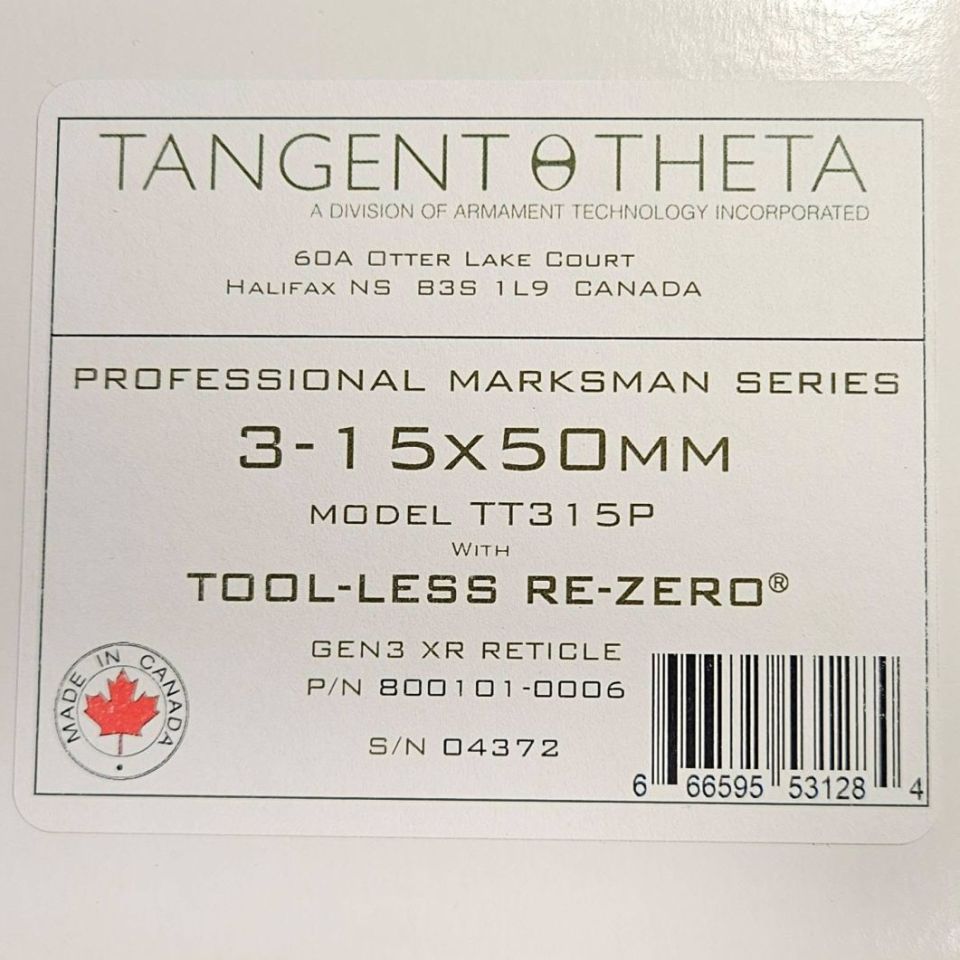 TANGENT θ THETA
A DIVISION OF ARMAMENT TECHNOLOGY INCORPORATED
60A OTTER LAKE COURT
HALIFAX NS B3S 1L9 CANADA
PROFESSIONAL MARKSMAN SERIES
3-15X50MM
MODEL TT315P
WITH
TOOL-LESS RE-ZERO®
GEN3 XR RETICLE
P/N 800101-0006
S/N 04372
MADE IN CANADA
6 66595 53128 4